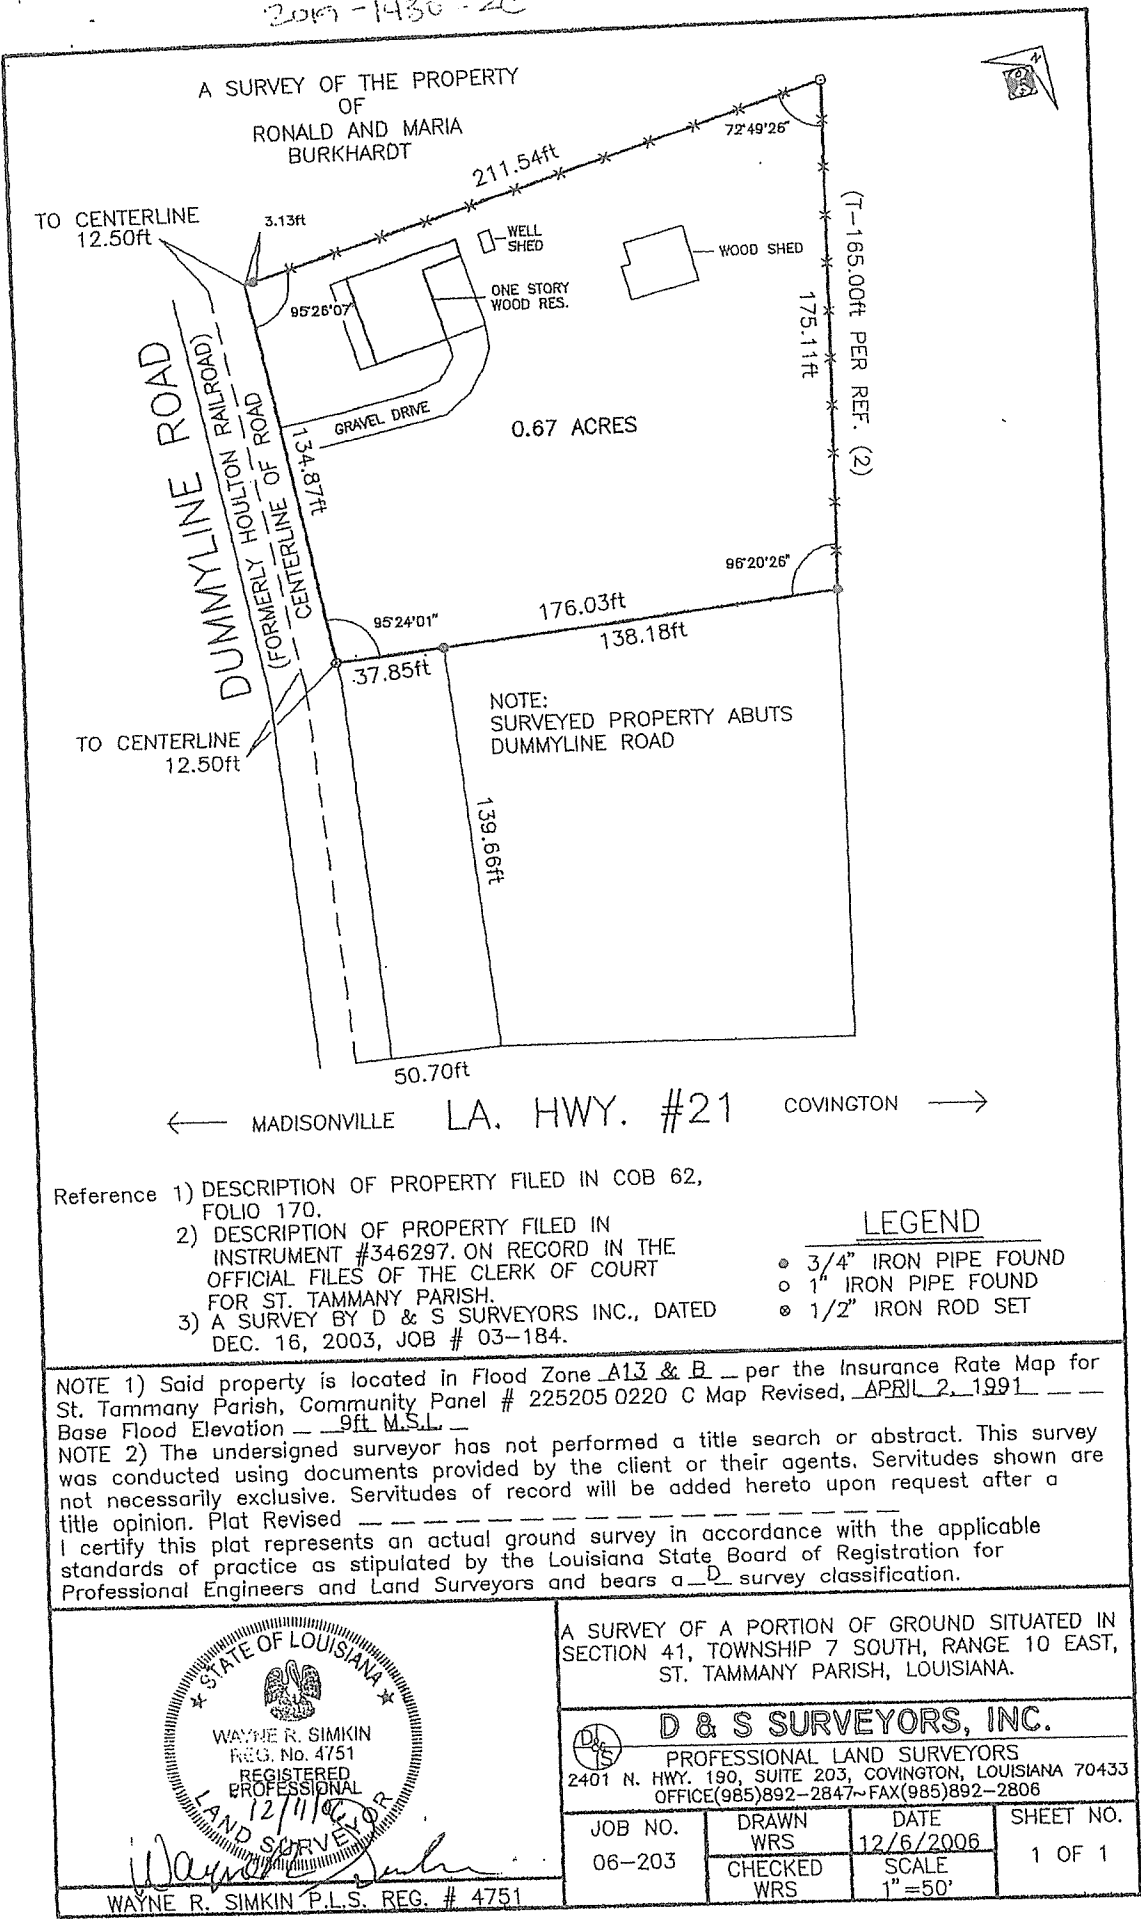 2019-1430-ZC
A SURVEY OF THE PROPERTY
OF
RONALD AND MARIA
BURKHARDT
TO CENTERLINE
12.50ft
3.13ft
211.54ft
72°49'26"
WELL
SHED
WOOD SHED
ONE STORY
WOOD RES.
95°26'07"
(T-165.00ft PER REF. (2)
175.11ft
GRAVEL DRIVE
0.67 ACRES
134.87ft
DUMMYLINE ROAD
(FORMERLY HOULTON RAILROAD)
CENTERLINE OF ROAD
96°20'26"
95°24'01"
176.03ft
138.18ft
37.85ft
NOTE:
SURVEYED PROPERTY ABUTS
DUMMYLINE ROAD
TO CENTERLINE
12.50ft
139.66ft
50.70ft
MADISONVILLE LA. HWY. #21 COVINGTON
Reference 1) DESCRIPTION OF PROPERTY FILED IN COB 62,
FOLIO 170.
2) DESCRIPTION OF PROPERTY FILED IN
INSTRUMENT #346297. ON RECORD IN THE
OFFICIAL FILES OF THE CLERK OF COURT
FOR ST. TAMMANY PARISH.
3) A SURVEY BY D & S SURVEYORS INC., DATED
DEC. 16, 2003, JOB # 03-184.
LEGEND
3/4" IRON PIPE FOUND
1" IRON PIPE FOUND
1/2" IRON ROD SET
NOTE 1) Said property is located in Flood Zone A13 & B per the Insurance Rate Map for
St. Tammany Parish, Community Panel # 225205 0220 C Map Revised, APRIL 2, 1991
Base Flood Elevation 9ft M.S.L.
NOTE 2) The undersigned surveyor has not performed a title search or abstract. This survey
was conducted using documents provided by the client or their agents. Servitudes shown are
not necessarily exclusive. Servitudes of record will be added hereto upon request after a
title opinion. Plat Revised
I certify this plat represents an actual ground survey in accordance with the applicable
standards of practice as stipulated by the Louisiana State Board of Registration for
Professional Engineers and Land Surveyors and bears a D survey classification.
STATE OF LOUISIANA
WAYNE R. SIMKIN
REG. No. 4751
REGISTERED
PROFESSIONAL
12/11/06
LAND SURVEYOR
WAYNE R. SIMKIN P.L.S. REG. # 4751
A SURVEY OF A PORTION OF GROUND SITUATED IN
SECTION 41, TOWNSHIP 7 SOUTH, RANGE 10 EAST,
ST. TAMMANY PARISH, LOUISIANA.
D&S
D & S SURVEYORS, INC.
PROFESSIONAL LAND SURVEYORS
2401 N. HWY. 190, SUITE 203, COVINGTON, LOUISIANA 70433
OFFICE(985)892-2847~FAX(985)892-2806
JOB NO.
06-203
DRAWN
WRS
CHECKED
WRS
DATE
12/6/2006
SCALE
1"=50'
SHEET NO.
1 OF 1